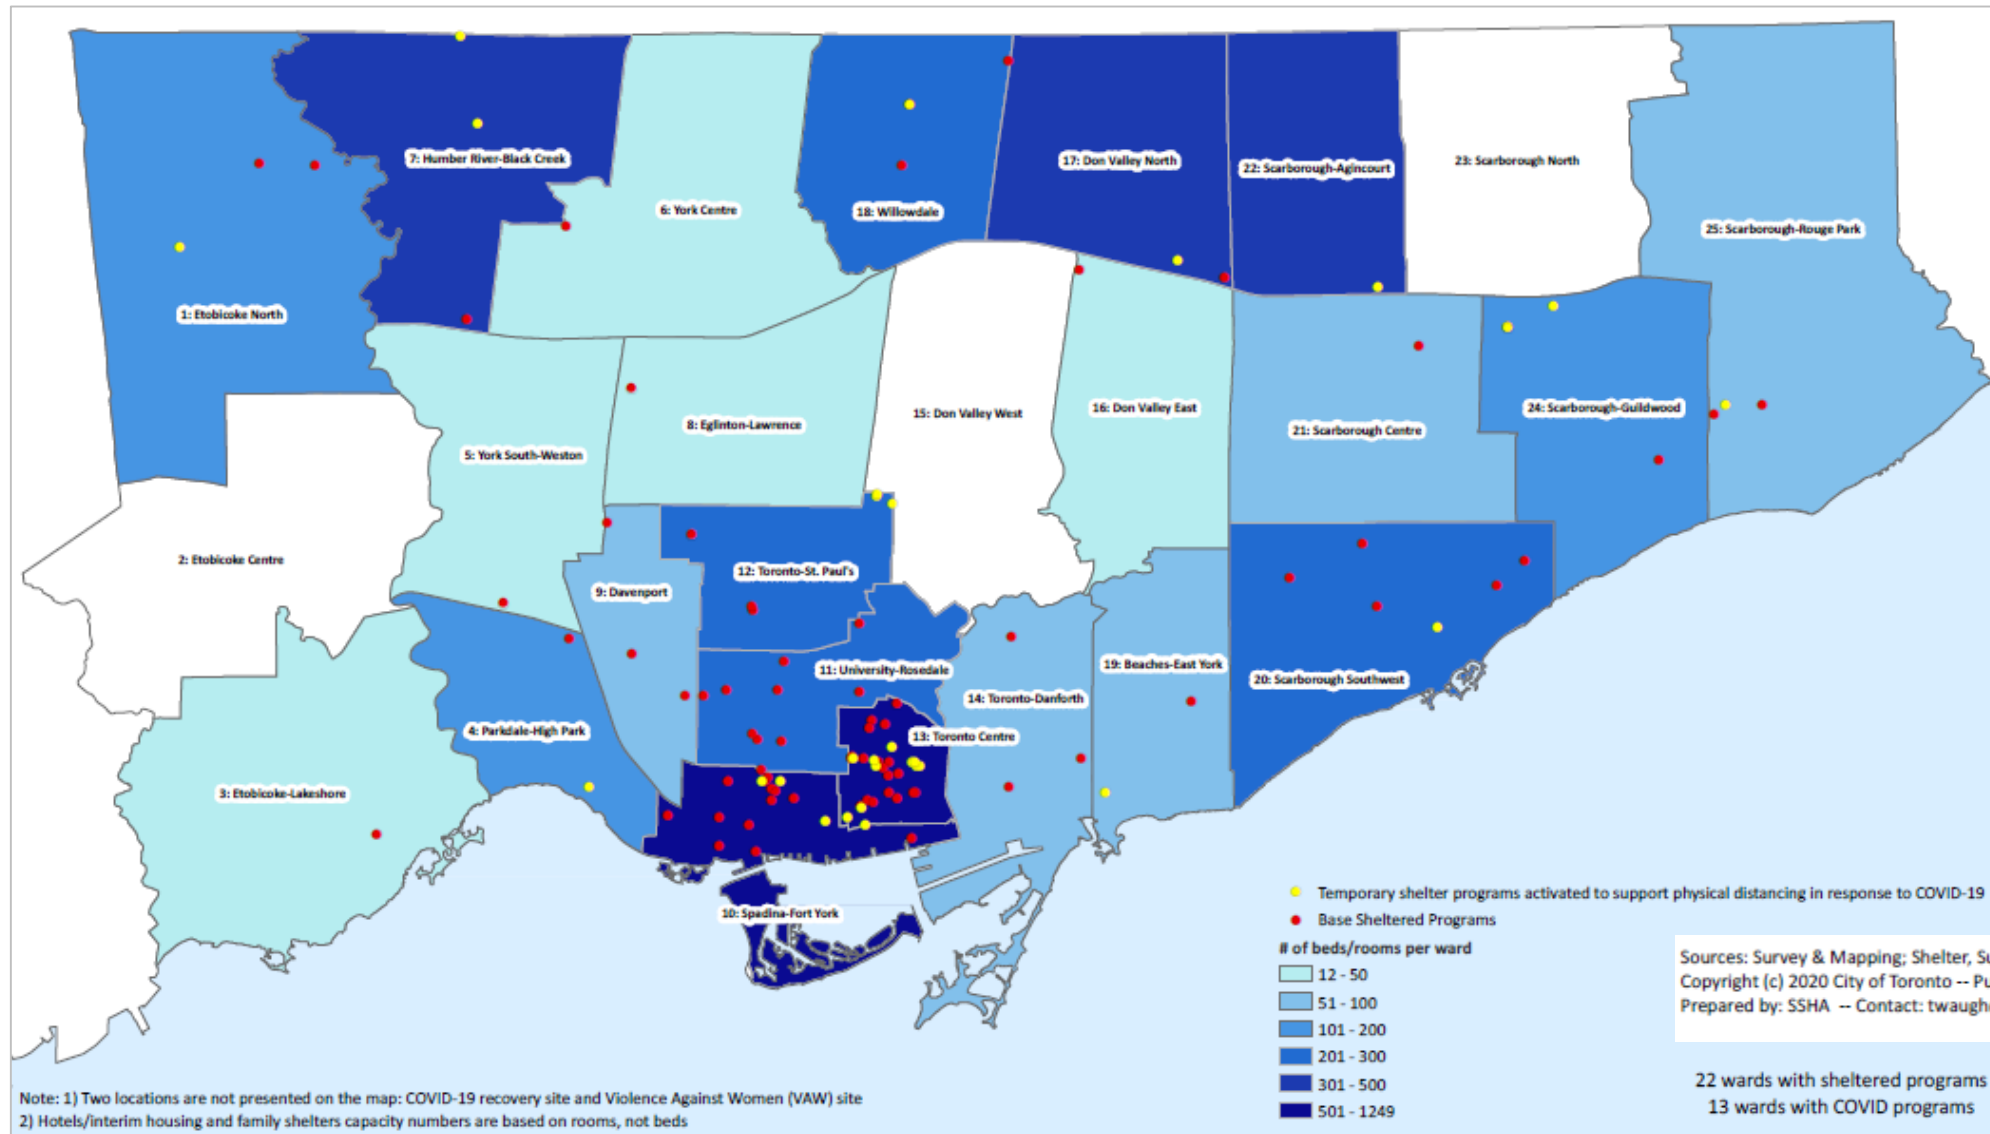 7: Humber River-Black Creek
17: Don Valley North
22: Scarborough-Agincourt
23: Scarborough North
6: York Centre
18: Willowdale
25: Scarborough-Rouge Park
1: Etobicoke North
15: Don Valley West
16: Don Valley East
24: Scarborough-Guildwood
8: Eglinton-Lawrence
21: Scarborough Centre
5: York South-Weston
2: Etobicoke Centre
12: Toronto-St. Paul's
9: Davenport
11: University-Rosedale
19: Beaches-East York
20: Scarborough Southwest
14: Toronto-Danforth
4: Parkdale-High Park
13: Toronto Centre
3: Etobicoke-Lakeshore
10: Spadina-Fort York
Temporary shelter programs activated to support physical distancing in response to COVID-19
Base Sheltered Programs
# of beds/rooms per ward
12 - 50
51 - 100
101 - 200
201 - 300
301 - 500
501 - 1249
Sources: Survey & Mapping; Shelter, Su
Copyright (c) 2020 City of Toronto -- Pu
Prepared by: SSHA -- Contact: twaugh
22 wards with sheltered programs
13 wards with COVID programs
Note: 1) Two locations are not presented on the map: COVID-19 recovery site and Violence Against Women (VAW) site
2) Hotels/interim housing and family shelters capacity numbers are based on rooms, not beds